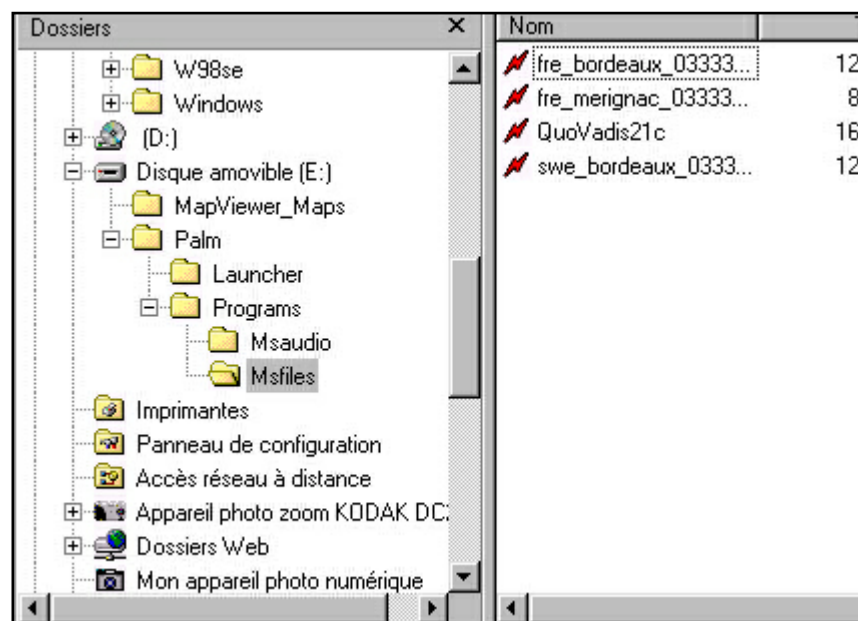 Dossiers
W98se
Windows
(D:)
Disque amovible (E:)
MapViewer_Maps
Palm
Launcher
Programs
Msaudio
Msfiles
Imprimantes
Panneau de configuration
Accès réseau à distance
Appareil photo zoom KODAK DC
Dossiers Web
Mon appareil photo numérique
Nom
fre_bordeaux_03333... 12
fre_merignac_03333... 8
QuoVadis21c 16
swe_bordeaux_0333... 12